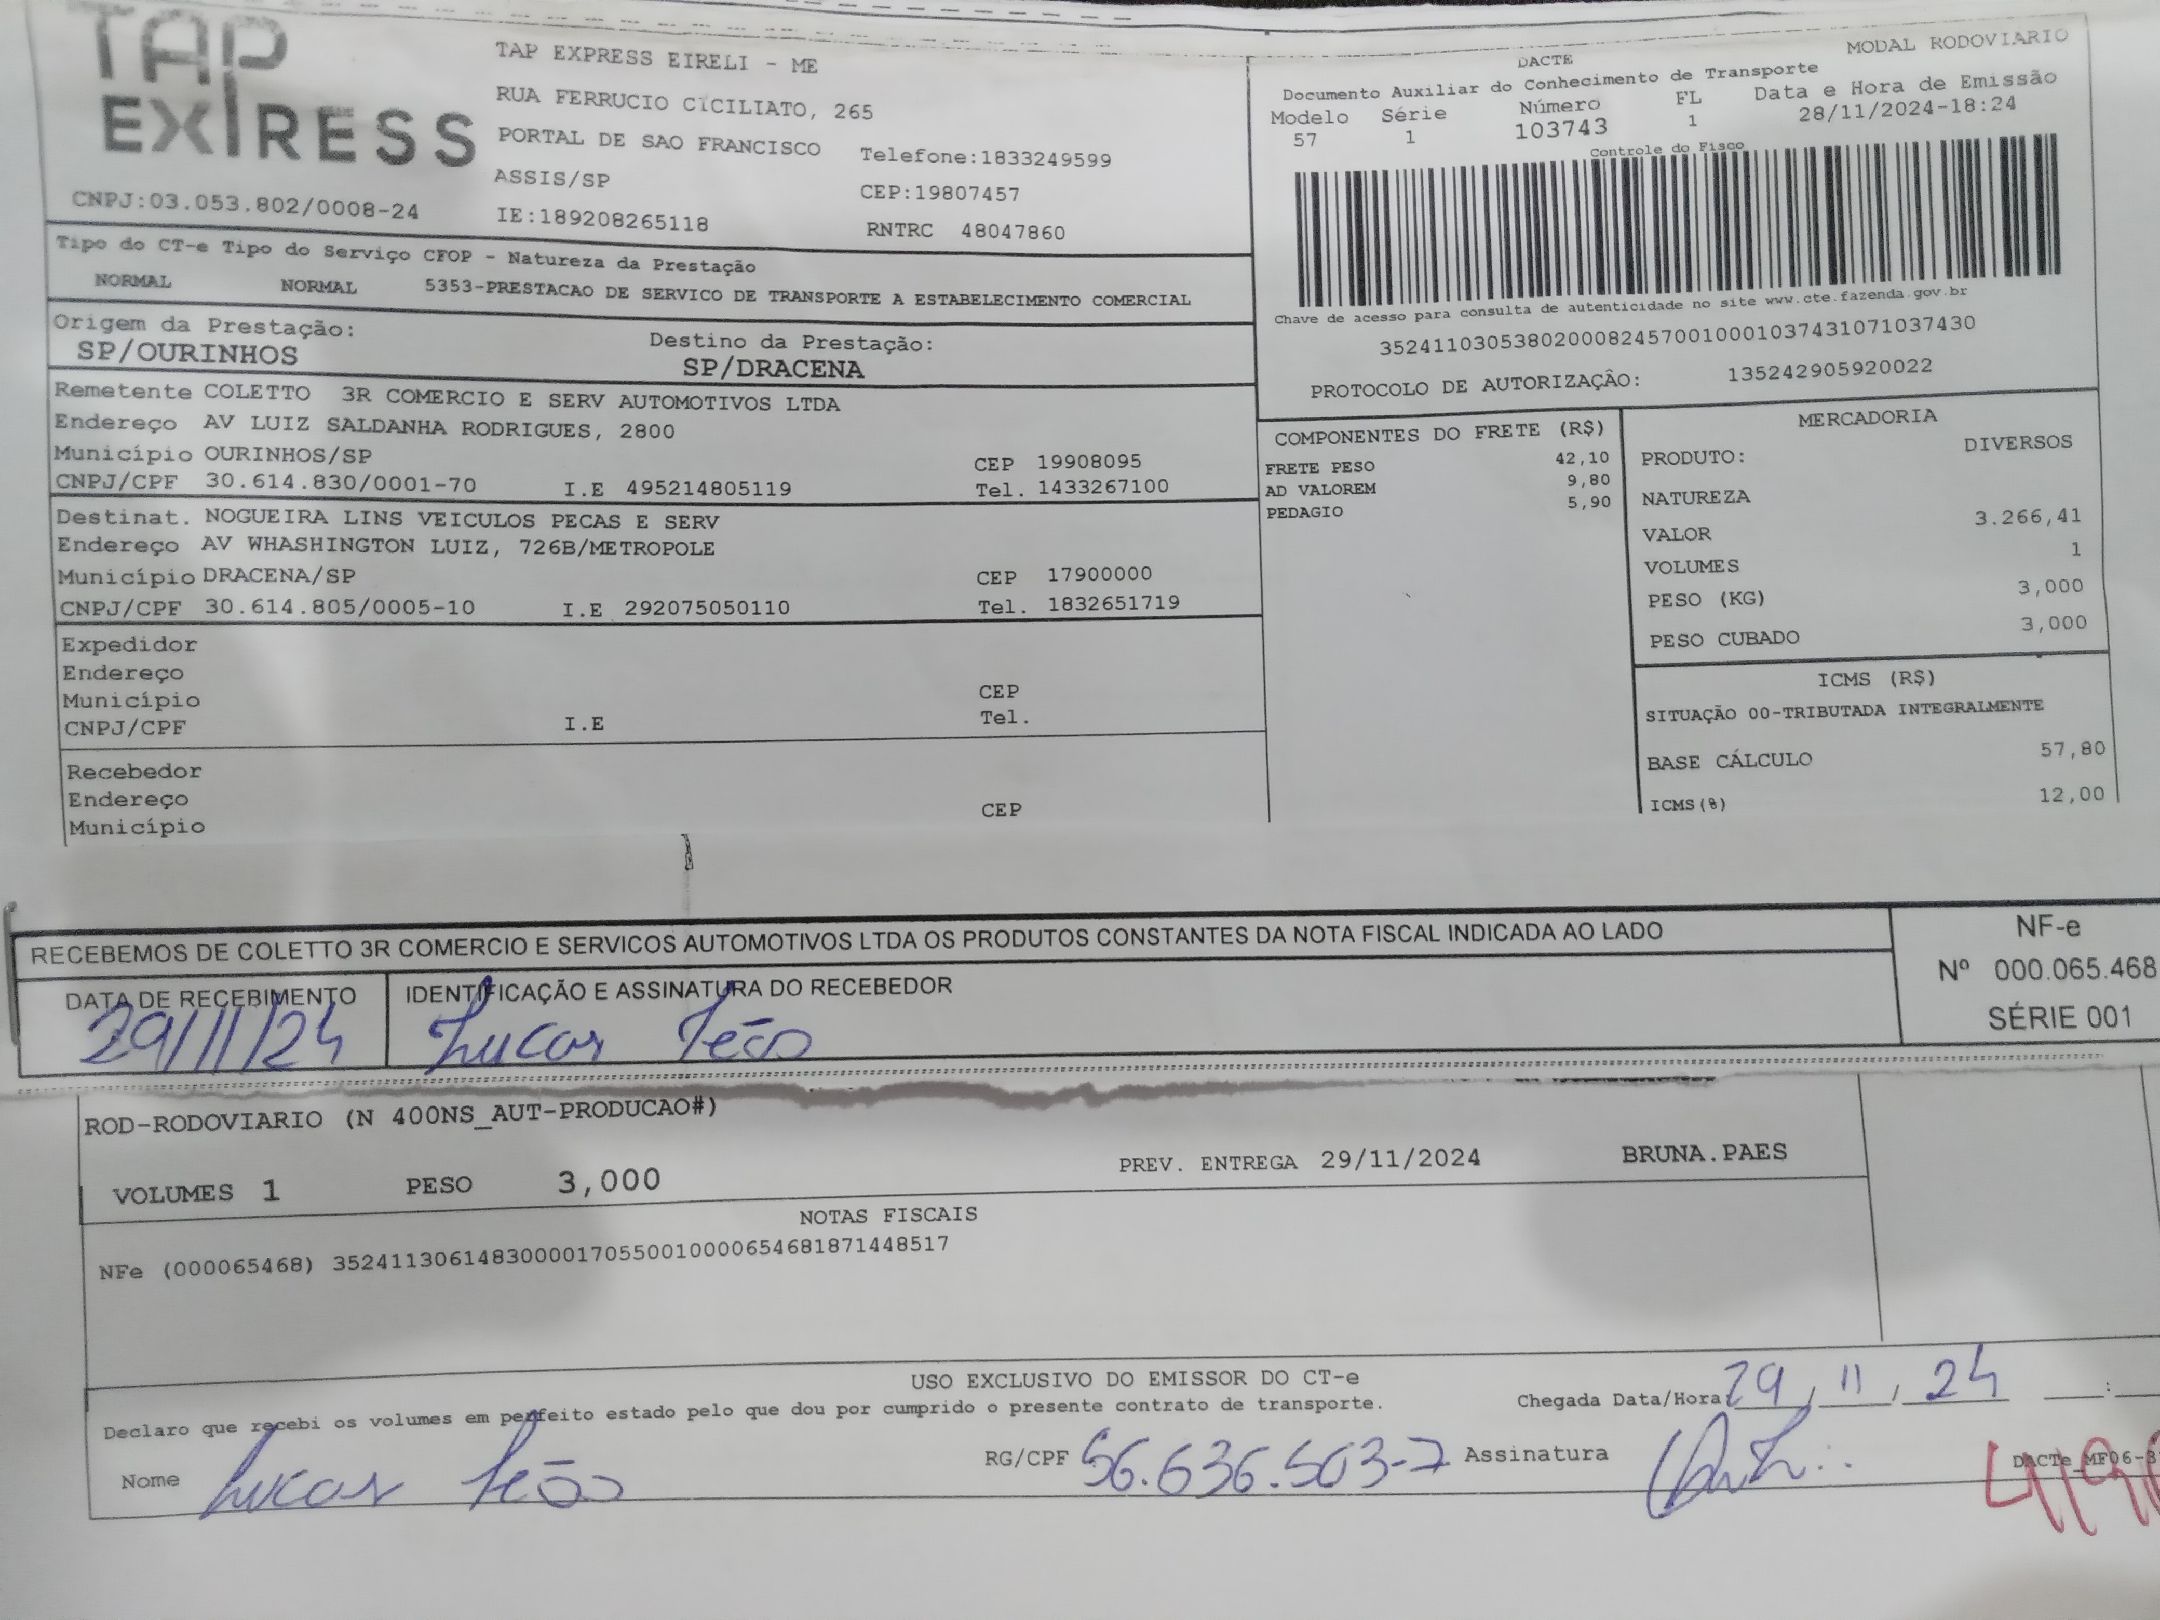 TAP
EXPRESS
CNPJ:03.053.802/0008-24
TAP EXPRESS EIRELI - ME
RUA FERRUCIO CICILIATO, 265
PORTAL DE SAO FRANCISCO Telefone:1833249599
ASSIS/SP CEP:19807457
IE:189208265118 RNTRC 48047860
DACTE MODAL RODOVIARIO
Documento Auxiliar do Conhecimento de Transporte
Modelo Série Número FL Data e Hora de Emissão
57 1 103743 1 28/11/2024-18:24
Controle do Fisco
Chave de acesso para consulta de autenticidade no site www.cte.fazenda.gov.br
35241103053802000824570010001037431071037430
PROTOCOLO DE AUTORIZAÇÃO: 135242905920022
Tipo do CT-e Tipo do Serviço CFOP - Natureza da Prestação
NORMAL NORMAL 5353-PRESTACAO DE SERVICO DE TRANSPORTE A ESTABELECIMENTO COMERCIAL
Origem da Prestação: Destino da Prestação:
SP/OURINHOS SP/DRACENA
Remetente COLETTO 3R COMERCIO E SERV AUTOMOTIVOS LTDA
Endereço AV LUIZ SALDANHA RODRIGUES, 2800
Município OURINHOS/SP CEP 19908095
CNPJ/CPF 30.614.830/0001-70 I.E 495214805119 Tel. 1433267100
Destinat. NOGUEIRA LINS VEICULOS PECAS E SERV
Endereço AV WHASHINGTON LUIZ, 726B/METROPOLE
Município DRACENA/SP CEP 17900000
CNPJ/CPF 30.614.805/0005-10 I.E 292075050110 Tel. 1832651719
Expedidor
Endereço
Município CEP
CNPJ/CPF I.E Tel.
Recebedor
Endereço
Município CEP
COMPONENTES DO FRETE (R$)
FRETE PESO 42,10
AD VALOREM 9,80
PEDAGIO 5,90
MERCADORIA
PRODUTO: DIVERSOS
NATUREZA
VALOR 3.266,41
VOLUMES 1
PESO (KG) 3,000
PESO CUBADO 3,000
ICMS (R$)
SITUAÇÃO 00-TRIBUTADA INTEGRALMENTE
BASE CÁLCULO 57,80
ICMS(%) 12,00
RECEBEMOS DE COLETTO 3R COMERCIO E SERVICOS AUTOMOTIVOS LTDA OS PRODUTOS CONSTANTES DA NOTA FISCAL INDICADA AO LADO
DATA DE RECEBIMENTO IDENTIFICAÇÃO E ASSINATURA DO RECEBEDOR
29/11/24 Lucas Leão
NF-e
Nº 000.065.468
SÉRIE 001
ROD-RODOVIARIO (N 400NS_AUT-PRODUCAO#)
VOLUMES 1 PESO 3,000 PREV. ENTREGA 29/11/2024 BRUNA.PAES
NOTAS FISCAIS
NFe (000065468) 35241130614830000170550010000654681871448517
USO EXCLUSIVO DO EMISSOR DO CT-e
Declaro que recebi os volumes em perfeito estado pelo que dou por cumprido o presente contrato de transporte.
Chegada Data/Hora 29/11/24 :
Nome Lucas Leão RG/CPF 56.636.503-7 Assinatura
DACTe_MF06-